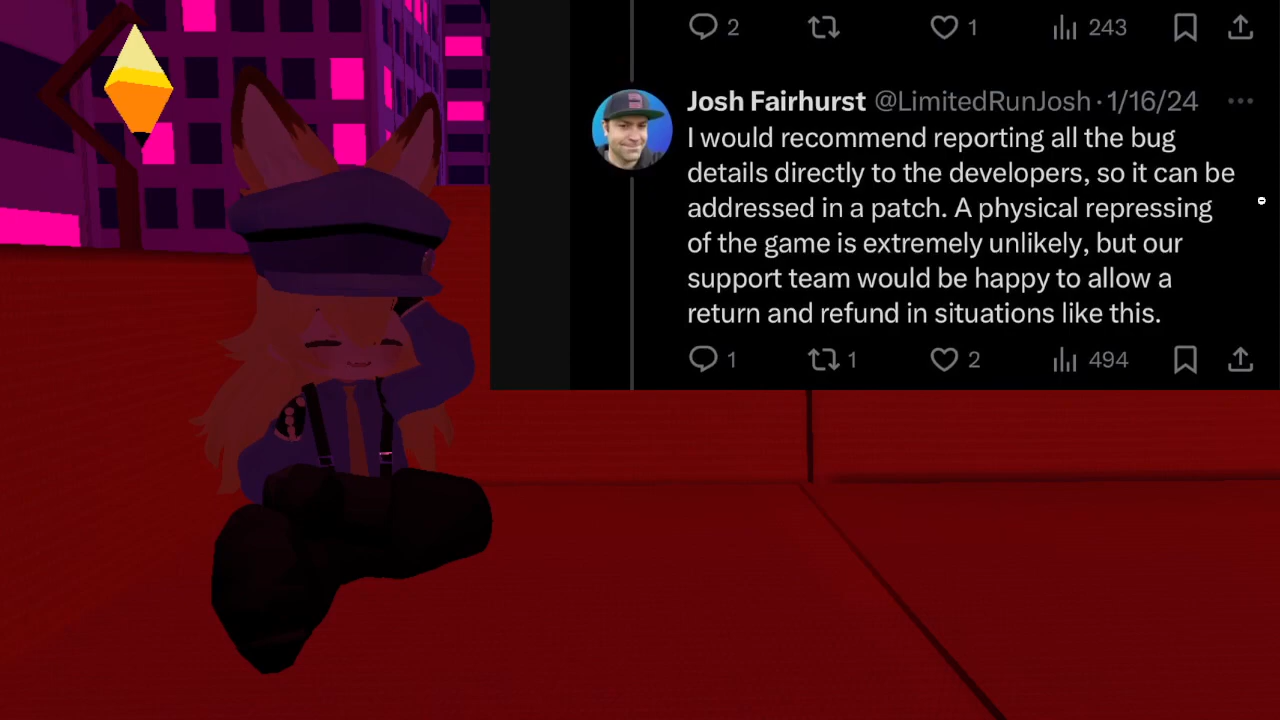 2 1 243
Josh Fairhurst @LimitedRunJosh · 1/16/24
I would recommend reporting all the bug
details directly to the developers, so it can be
addressed in a patch. A physical repressing
of the game is extremely unlikely, but our
support team would be happy to allow a
return and refund in situations like this.
1 1 2 494